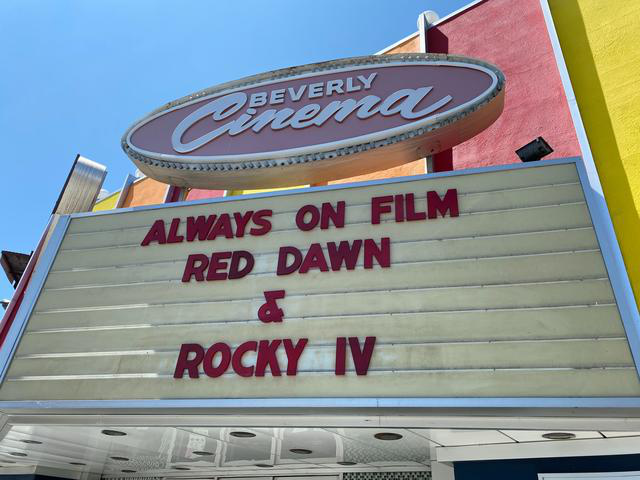 BEVERLY
Cinema
ALWAYS ON FILM
RED DAWN
&
ROCKY IV